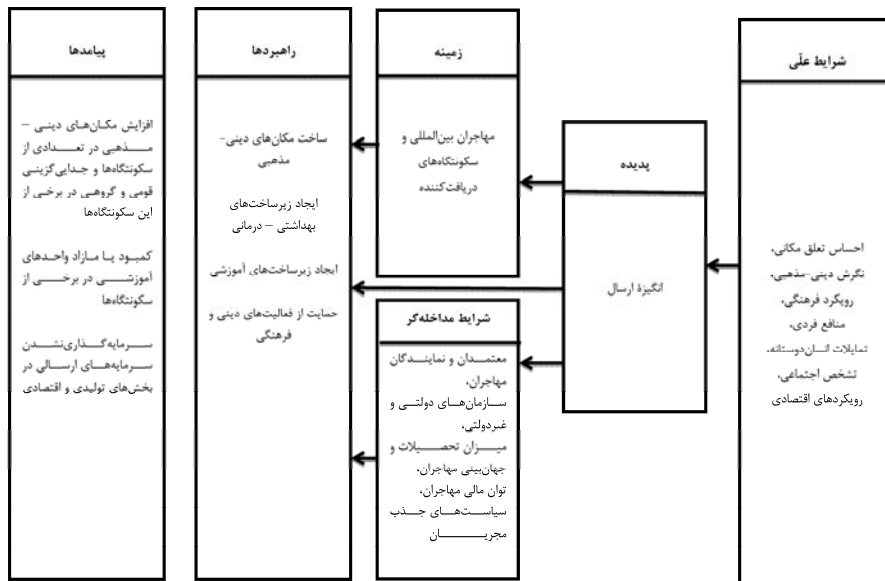 شرایط علّی
احساس تعلق مکانی،
نگرش دینی-مذهبی،
رویکرد فرهنگی،
منافع فردی،
تمایلات انسان‌دوستانه،
تشخص اجتماعی،
رویکردهای اقتصادی
پدیده
انگیزهٔ ارسال
زمینه
مهاجران بین‌المللی و
سکونتگاه‌های
دریافت‌کننده
شرایط مداخله‌گر
معتمدان و نمایندگان
مهاجران،
سازمان‌های دولتی و
غیردولتی،
میزان تحصیلات و
جهان‌بینی مهاجران،
توان مالی مهاجران،
سیاست‌های جذب
مجریان
راهبردها
ساخت مکان‌های دینی-
مذهبی
ایجاد زیرساخت‌های
بهداشتی – درمانی
ایجاد زیرساخت‌های آموزشی
حمایت از فعالیت‌های دینی و
فرهنگی
پیامدها
افزایش مکان‌های دینی –
مذهبی در تعدادی از
سکونتگاه‌ها و جدایی‌گزینی
قومی و گروهی در برخی از
این سکونتگاه‌ها
کمبود یا مازاد واحدهای
آموزشی در برخی از
سکونتگاه‌ها
سرمایه‌گذاری‌نشدن
سرمایه‌های ارسالی در
بخش‌های تولیدی و اقتصادی